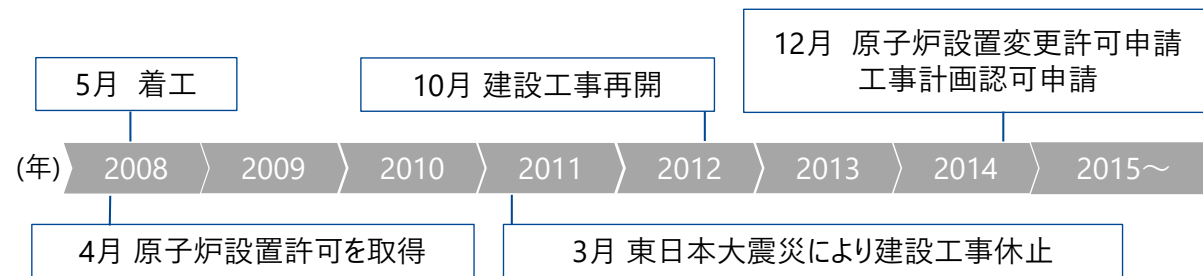 12月 原子炉設置変更許可申請
工事計画認可申請
5月 着工
10月 建設工事再開
(年) 2008 2009 2010 2011 2012 2013 2014 2015～
4月 原子炉設置許可を取得
3月 東日本大震災により建設工事休止